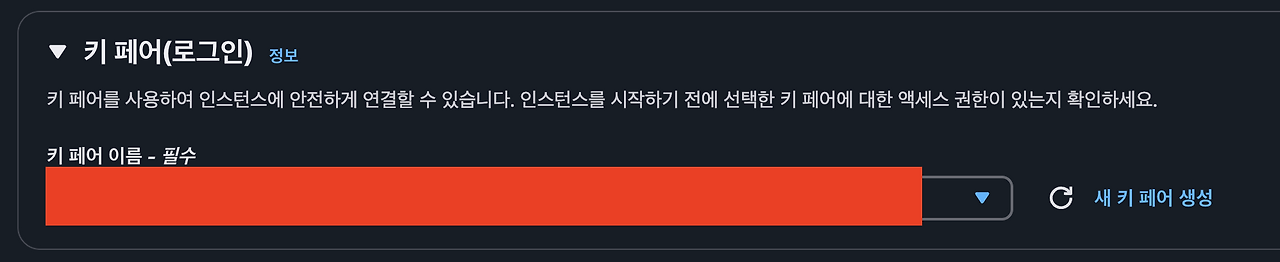 키 페어(로그인) 정보
키 페어를 사용하여 인스턴스에 안전하게 연결할 수 있습니다. 인스턴스를 시작하기 전에 선택한 키 페어에 대한 액세스 권한이 있는지 확인하세요.
키 페어 이름 - 필수
새 키 페어 생성